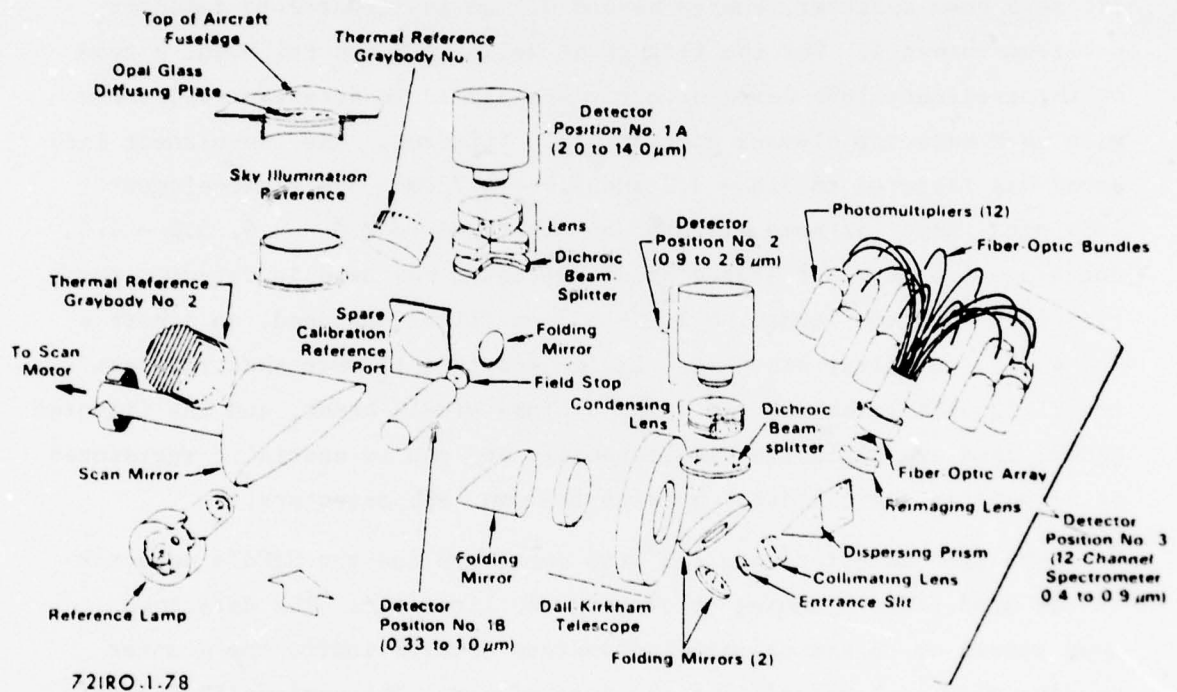 Top of Aircraft
Fuselage
Opal Glass
Diffusing Plate
Thermal Reference
Graybody No. 1
Detector
Position No. 1A
(2.0 to 14.0 μm)
Sky Illumination
Reference
Lens
Dichroic
Beam-
Splitter
Detector
Position No. 2
(0.9 to 2.6 μm)
Photomultipliers (12)
Fiber-Optic Bundles
Thermal Reference
Graybody No. 2
To Scan
Motor
Spare
Calibration
Reference
Port
Folding
Mirror
Field Stop
Condensing
Lens
Dichroic
Beam-
splitter
Scan Mirror
Fiber-Optic Array
Reimaging Lens
Detector
Position No. 3
(12-Channel
Spectrometer
0.4 to 0.9 μm)
Dispersing Prism
Collimating Lens
Entrance Slit
Folding
Mirror
Dall-Kirkham
Telescope
Folding Mirrors (2)
Detector
Position No. 1B
(0.33 to 1.0 μm)
Reference Lamp
72IRO-1-78